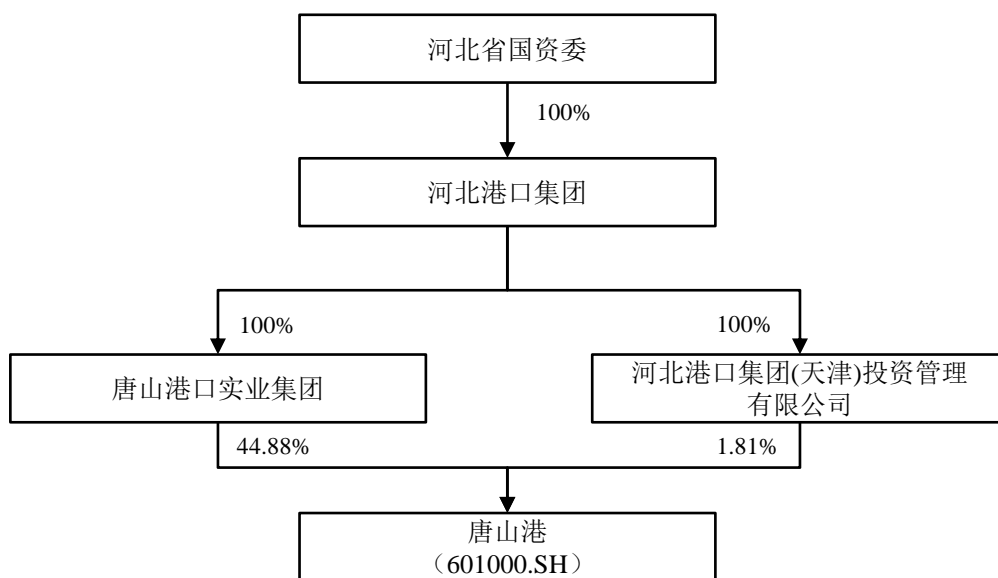 河北省国资委
100%
河北港口集团
100%
100%
唐山港口实业集团
河北港口集团(天津)投资管理
有限公司
44.88%
1.81%
唐山港
（601000.SH）